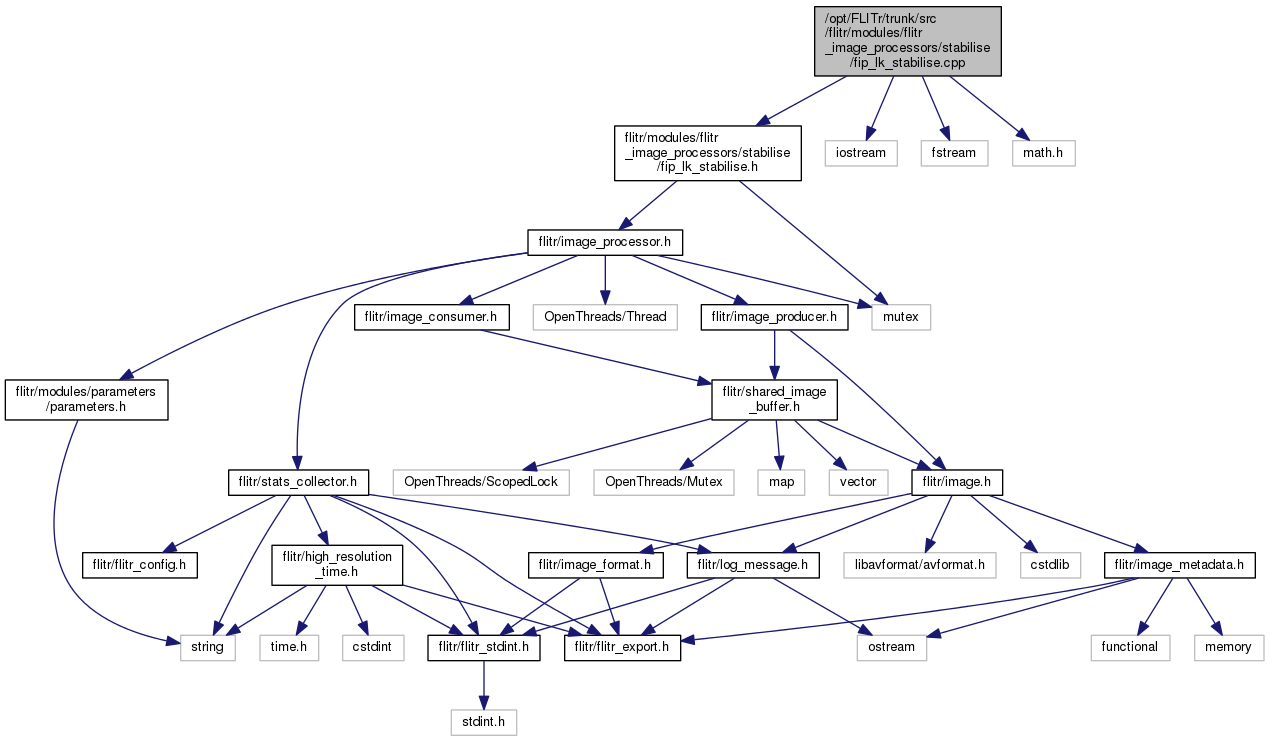 /opt/FLITr/trunk/src
/flitr/modules/flitr
_image_processors/stabilise
/fip_lk_stabilise.cpp
flitr/modules/flitr
_image_processors/stabilise
/fip_lk_stabilise.h
iostream
fstream
math.h
flitr/image_processor.h
flitr/image_consumer.h
OpenThreads/Thread
flitr/image_producer.h
mutex
flitr/modules/parameters
/parameters.h
flitr/shared_image
_buffer.h
flitr/stats_collector.h
OpenThreads/ScopedLock
OpenThreads/Mutex
map
vector
flitr/image.h
flitr/flitr_config.h
flitr/high_resolution
_time.h
flitr/image_format.h
flitr/log_message.h
libavformat/avformat.h
cstdlib
flitr/image_metadata.h
string
time.h
cstdint
flitr/flitr_stdint.h
flitr/flitr_export.h
ostream
functional
memory
stdint.h